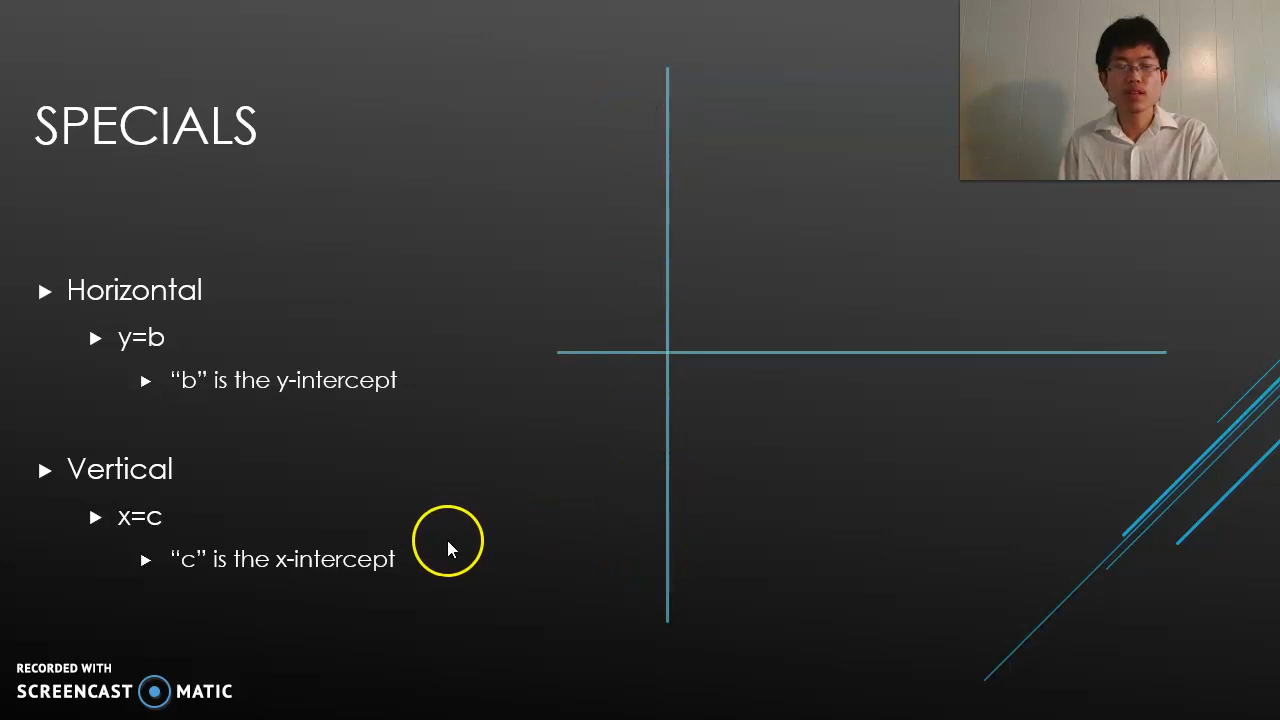 SPECIALS
Horizontal
y=b
“b” is the y-intercept
Vertical
x=c
“c” is the x-intercept
RECORDED WITH
SCREENCAST MATIC